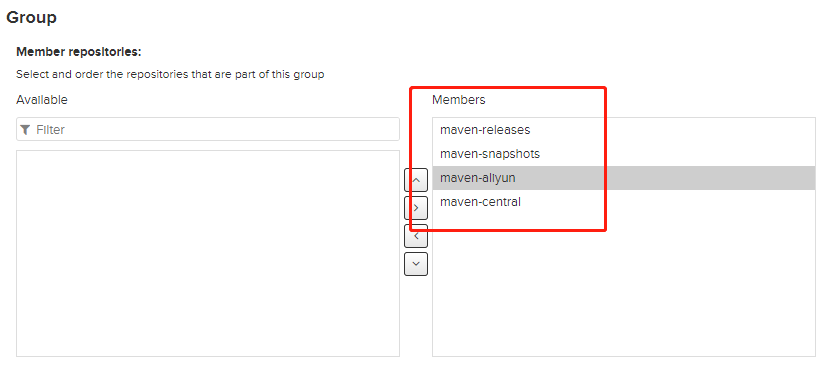 Group
Member repositories:
Select and order the repositories that are part of this group
Available
Members
Filter
maven-releases
maven-snapshots
maven-aliyun
maven-central